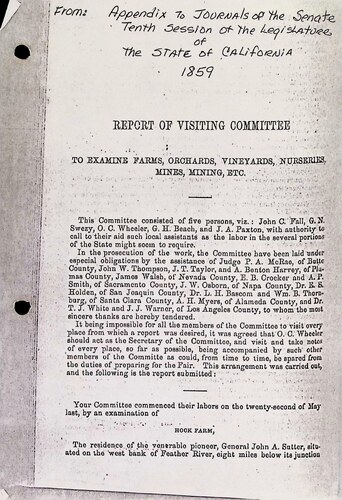 From: Appendix To JOURNALS of the Senate
Tenth Session of the Legislature
of
The STATE of CALIFORNIA
1859
REPORT OF VISITING COMMITTEE
TO EXAMINE FARMS, ORCHARDS, VINEYARDS, NURSERIES,
MINES, MINING, ETC.
This Committee consisted of five persons, viz.: John C. Fall, G. N.
Swezy, O. C. Wheeler, G. H. Beach, and J. A. Paxton, with authority to
call to their aid such local assistants as the labor in the several portions
of the State might seem to require.
In the prosecution of the work, the Committee have been laid under
especial obligations by the assistance of Judge P. A. McRae, of Butte
County, John W. Thompson, J. T. Taylor, and A. Benton Harvey, of Plu-
mas County, James Walsh, of Nevada County, E. B. Crocker and A. P.
Smith, of Sacramento County, J. W. Osborn, of Napa County, Dr. E. S.
Holden, of San Joaquin County, Dr. L. H. Bascom and Wm. B. Thorn-
burg, of Santa Clara County, A. H. Myers, of Alameda County, and Dr.
T. J. White and J. J. Warner, of Los Angeles County, to whom the most
sincere thanks are hereby tendered.
It being impossible for all the members of the Committee to visit every
place from which a report was desired, it was agreed that O. C. Wheeler
should act as the Secretary of the Committee, and visit and take notes
of every place, so far as possible, being accompanied by such other
members of the Committe as could, from time to time, be spared from
the duties of preparing for the Fair. This arrangement was carried out,
and the following is the report submitted:
Your Committee commenced their labors on the twenty-second of May
last, by an examination of
HOCK FARM,
The residence of the venerable pioneer, General John A. Sutter, situ-
ated on the west bank of Feather River, eight miles below its junction